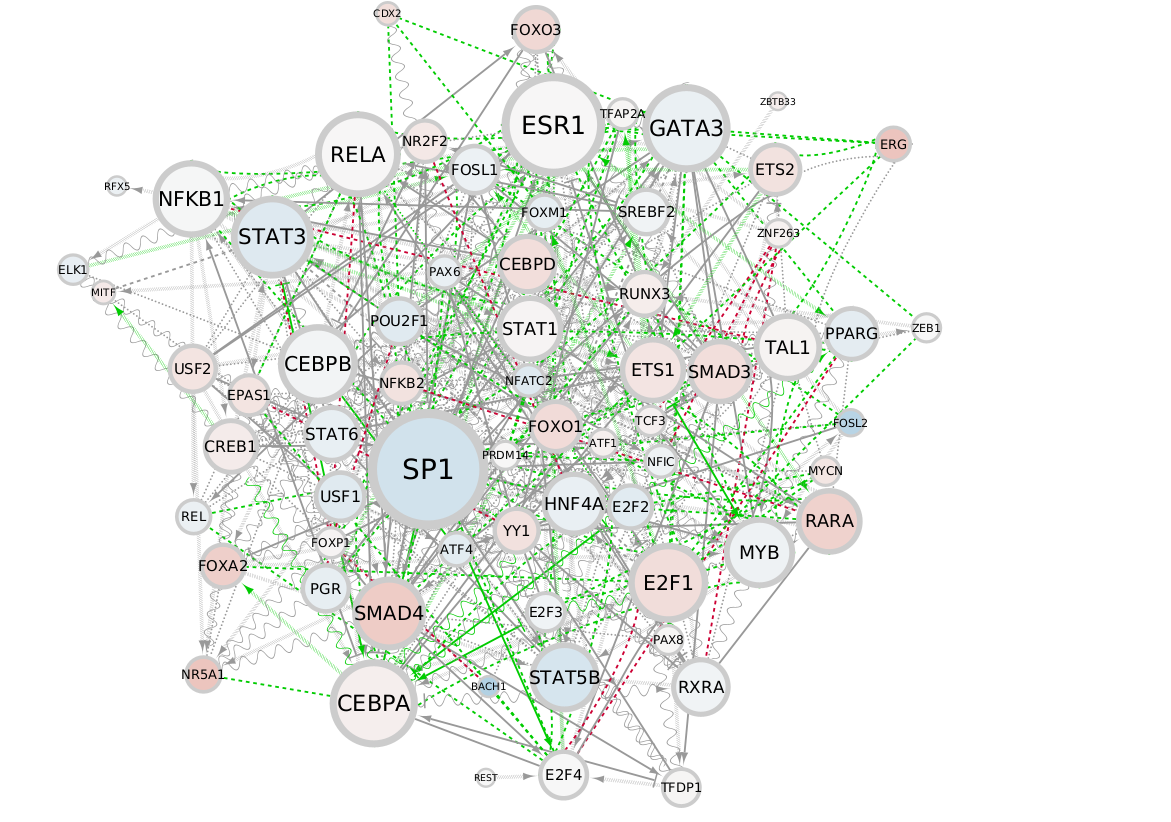 CDX2
FOXO3
ZBTB33
TFAP2A
ESR1
GATA3
NR2F2
ERG
RELA
FOSL1
ETS2
RFX5
NFKB1
FOXM1
SREBF2
STAT3
ZNF263
CEBPD
ELK1
PAX6
MITF
RUNX3
POU2F1
STAT1
ZEB1
PPARG
TAL1
CEBPB
USF2
ETS1
SMAD3
NFKB2
NFATC2
EPAS1
TCF3
FOSL2
FOXO1
STAT6
CREB1
ATF1
PRDM14
NFIC
SP1
MYCN
USF1
HNF4A
E2F2
REL
RARA
YY1
FOXP1
ATF4
MYB
FOXA2
PGR
E2F1
SMAD4
E2F3
PAX8
NR5A1
STAT5B
BACH1
RXRA
CEBPA
REST
E2F4
TFDP1